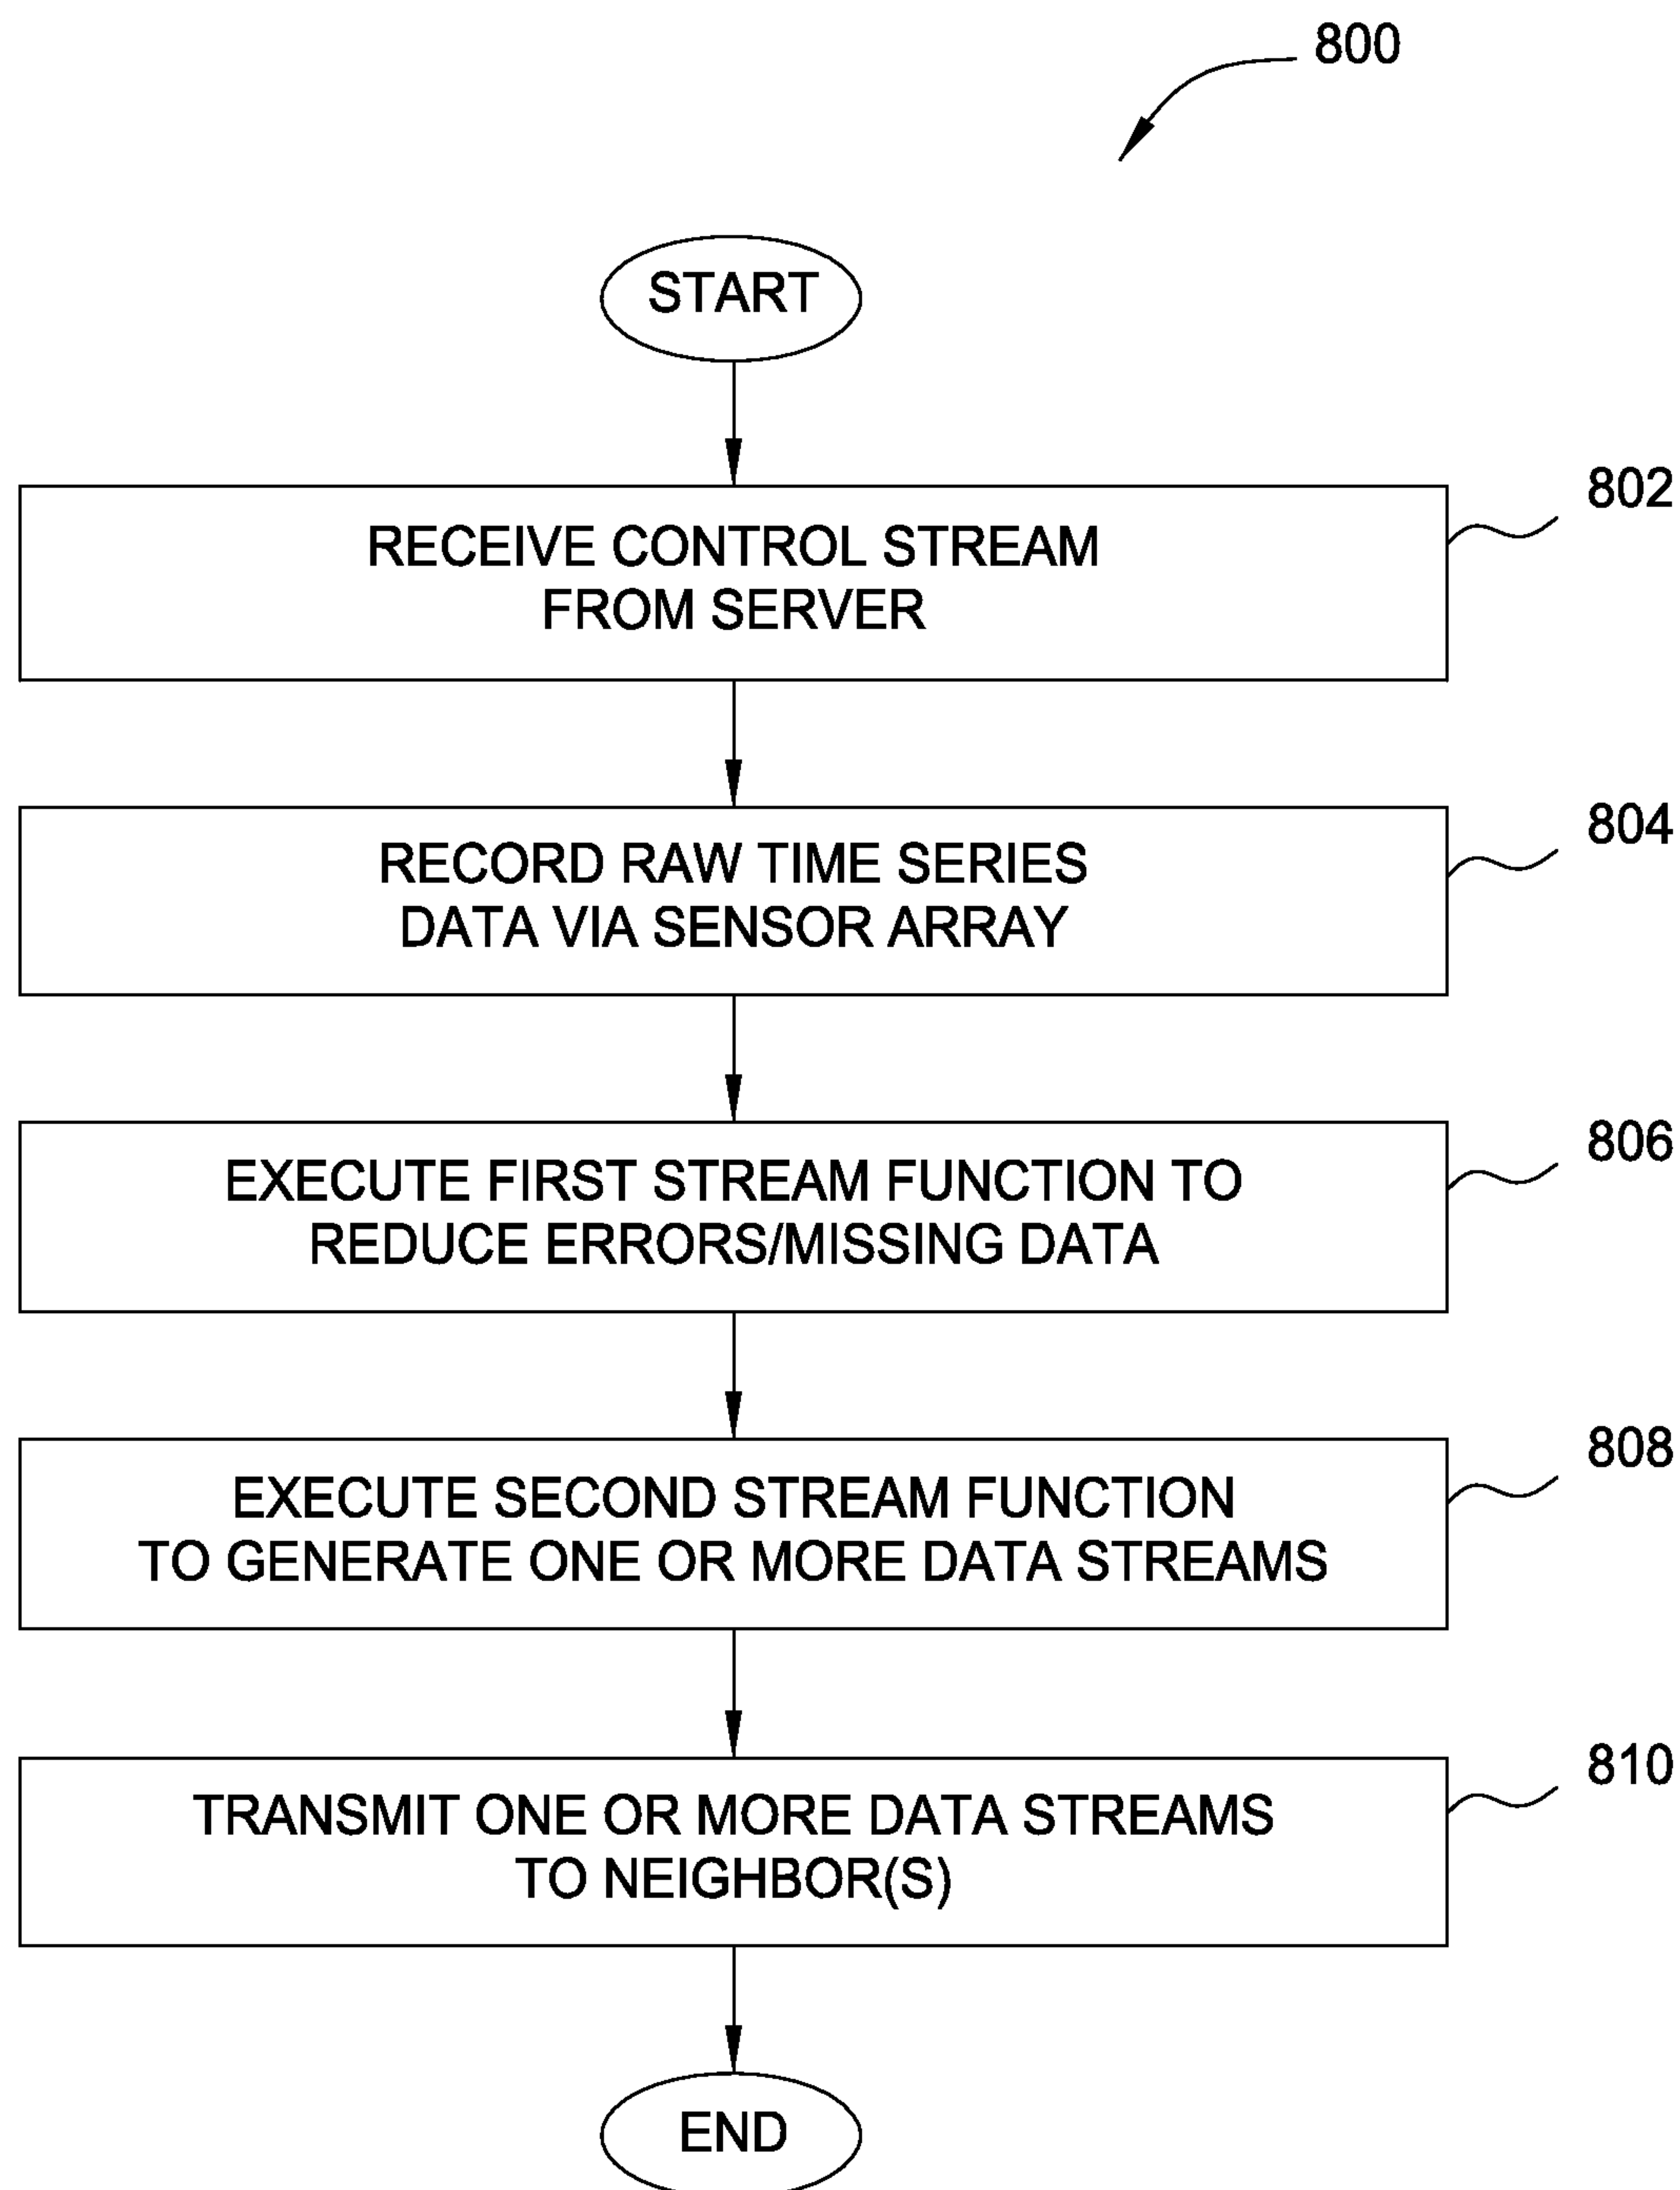 800
START
802
RECEIVE CONTROL STREAM
FROM SERVER
804
RECORD RAW TIME SERIES
DATA VIA SENSOR ARRAY
806
EXECUTE FIRST STREAM FUNCTION TO
REDUCE ERRORS/MISSING DATA
808
EXECUTE SECOND STREAM FUNCTION
TO GENERATE ONE OR MORE DATA STREAMS
810
TRANSMIT ONE OR MORE DATA STREAMS
TO NEIGHBOR(S)
END